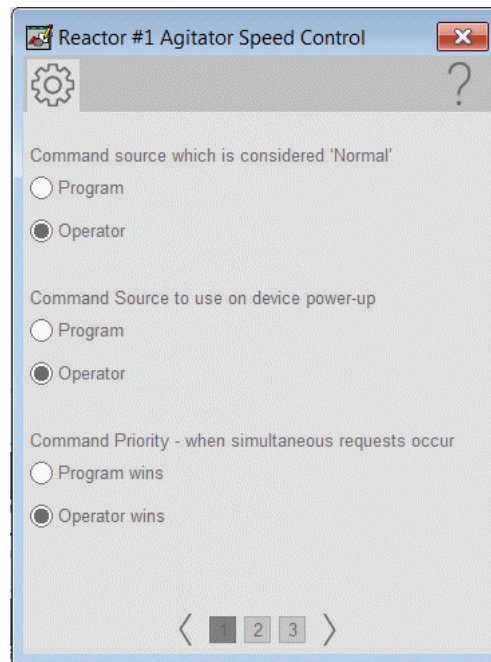 Reactor #1 Agitator Speed Control
?
Command source which is considered ‘Normal’
Program
Operator
Command Source to use on device power-up
Program
Operator
Command Priority - when simultaneous requests occur
Program wins
Operator wins
1 2 3